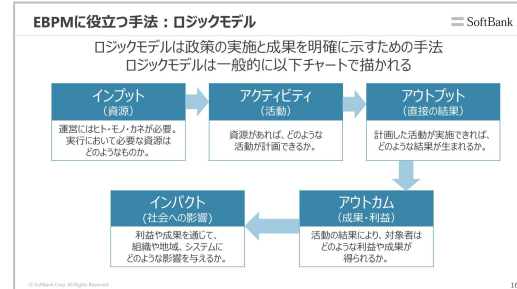 EBPMに役立つ手法：ロジックモデル
SoftBank
ロジックモデルは政策の実施と成果を明確に示すための手法
ロジックモデルは一般的に以下チャートで描かれる
インプット
（資源）
運営にはヒト・モノ・カネが必要。
実行において必要な資源は
どのようなものか。
アクティビティ
（活動）
資源があれば、どのような
活動が計画できるか。
アウトプット
（直接の結果）
計画した活動が実施できれば、
どのような結果が生まれるか。
インパクト
(社会への影響)
利益や成果を通じて、
組織や地域、システムに
どのような影響を与えるか。
アウトカム
（成果・利益）
活動の結果により、対象者は
どのような利益や成果が
得られるか。
© SoftBank Corp. All Rights Reserved.
16